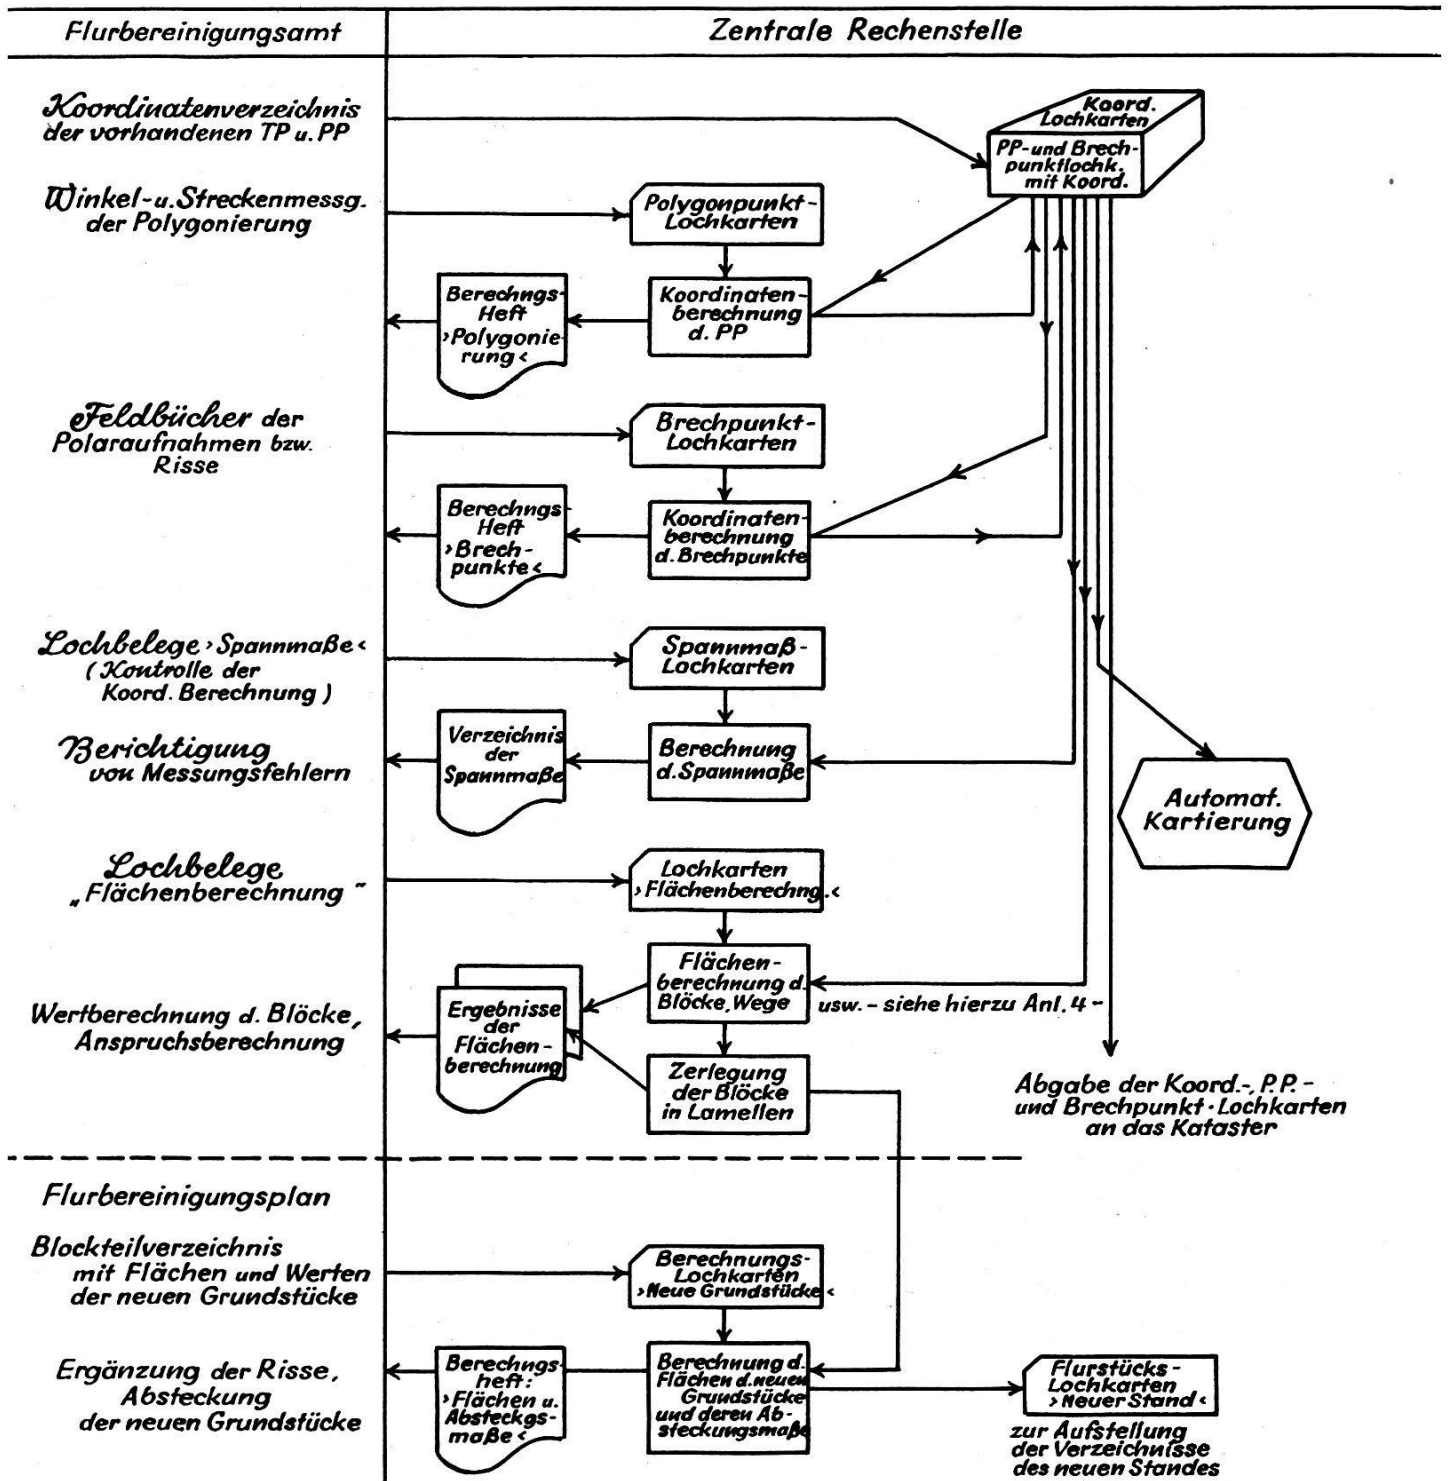 Flurbereinigungsamt
Zentrale Rechenstelle
Koordinatenverzeichnis
der vorhandenen TP u. PP
Koord.
Lochkarten
PP-und Brech-
punktlochk.
mit Koord.
Winkel-u. Streckenmessg.
der Polygonierung
Polygonpunkt-
Lochkarten
Berechngs-
Heft
›Polygonie-
rung‹
Koordinaten-
berechnung
d. PP
Feldbücher der
Polaraufnahmen bzw.
Risse
Brechpunkt-
Lochkarten
Berechngs-
Heft
›Brech-
punkte‹
Koordinaten-
berechnung
d. Brechpunkte
Lochbelege ›Spannmaße‹
(Kontrolle der
Koord. Berechnung)
Spannmaß-
Lochkarten
Berichtigung
von Messungsfehlern
Verzeichnis
der
Spannmaße
Berechnung
d. Spannmaße
Automat.
Kartierung
Lochbelege
„Flächenberechnung"
Lochkarten
›Flächenberechng.‹
Wertberechnung d. Blöcke,
Anspruchsberechnung
Ergebnisse
der
Flächen-
berechnung
Flächen-
berechnung d.
Blöcke, Wege
usw. - siehe hierzu Anl. 4 -
Zerlegung
der Blöcke
in Lamellen
Abgabe der Koord.-, P.P. -
und Brechpunkt-Lochkarten
an das Kataster
Flurbereinigungsplan
Blockteilverzeichnis
mit Flächen und Werten
der neuen Grundstücke
Berechnungs-
Lochkarten
›Neue Grundstücke‹
Ergänzung der Risse,
Absteckung
der neuen Grundstücke
Berechngs-
heft:
›Flächen u.
Absteckgs-
maße‹
Berechnung d.
Flächen d. neuen
Grundstücke
und deren Ab-
steckungsmaße
Flurstücks-
Lochkarten
›Neuer Stand‹
zur Aufstellung
der Verzeichnisse
des neuen Standes